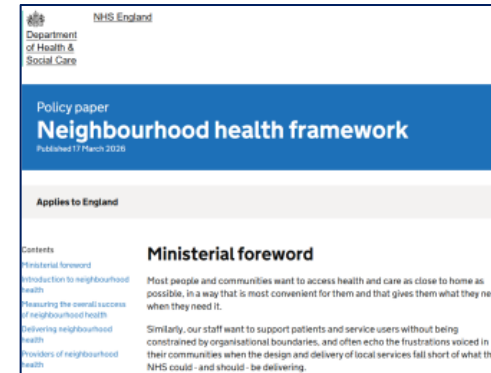 NHS England
Department
of Health &
Social Care
Policy paper
Neighbourhood health framework
Published 17 March 2026
Applies to England
Contents
Ministerial foreword
Introduction to neighbourhood
health
Measuring the overall success
of neighbourhood health
Delivering neighbourhood
health
Providers of neighbourhood
health
Ministerial foreword
Most people and communities want to access health and care as close to home as
possible, in a way that is most convenient for them and that gives them what they
when they need it.
Similarly, our staff want to support patients and service users without being
constrained by organisational boundaries, and often echo the frustrations voiced in
their communities when the design and delivery of local services fall short of what
NHS could - and should - be delivering.